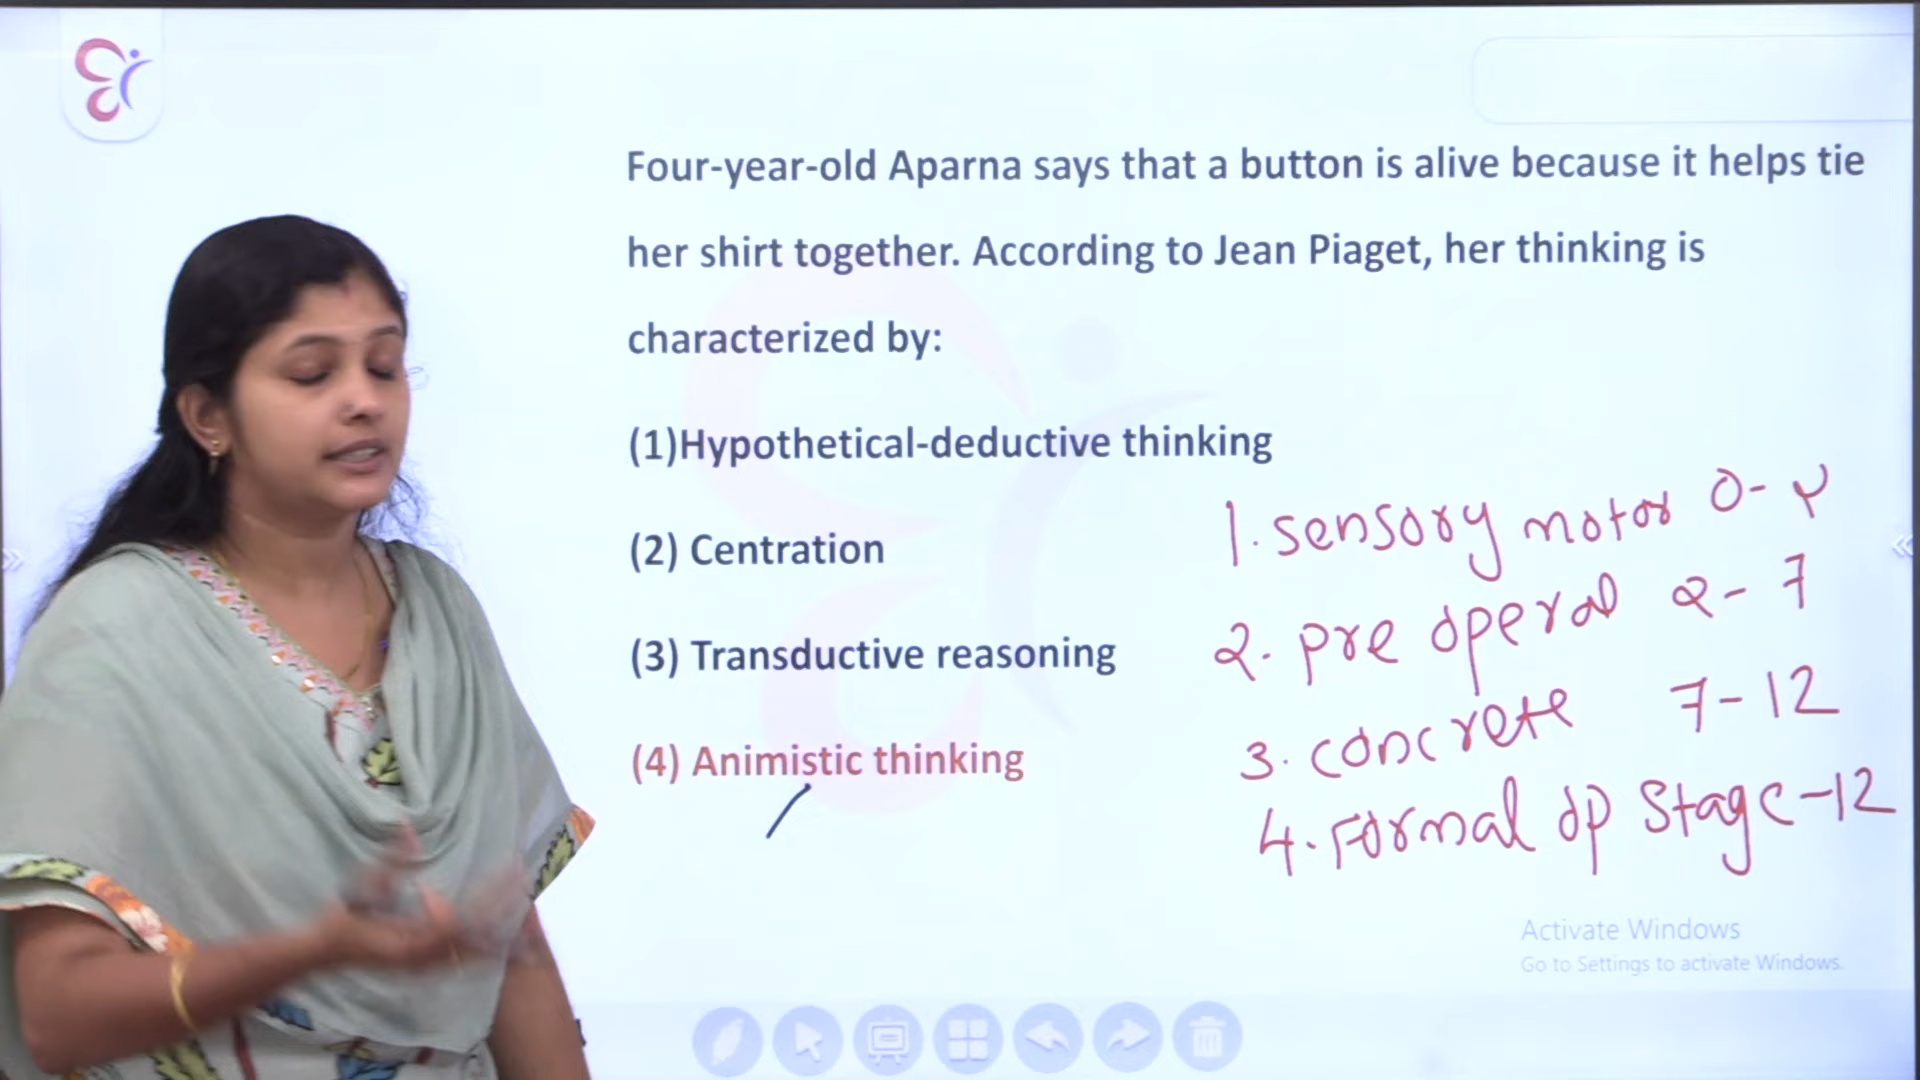 Four-year-old Aparna says that a button is alive because it helps tie
her shirt together. According to Jean Piaget, her thinking is
characterized by:
(1)Hypothetical-deductive thinking
(2) Centration
(3) Transductive reasoning
(4) Animistic thinking
1. sensory motor 0-2
2. pre operal 2-7
3. concrete 7-12
4. Formal op stage-12
Activate Windows
Go to Settings to activate Windows.